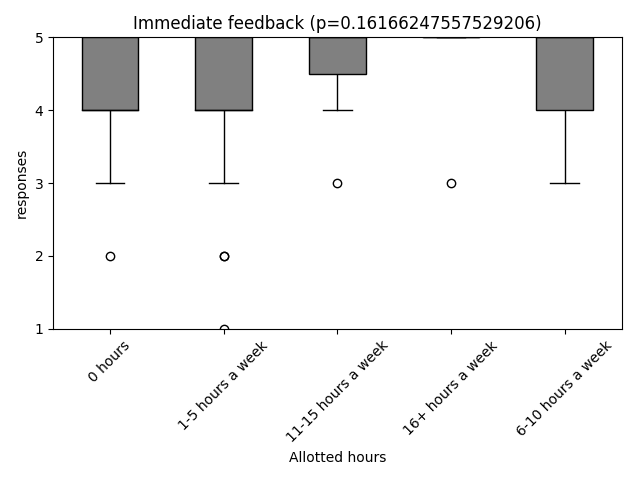 Immediate feedback (p=0.16166247557529206)
5
4
3
2
1
responses
0 hours
1-5 hours a week
11-15 hours a week
16+ hours a week
6-10 hours a week
Allotted hours